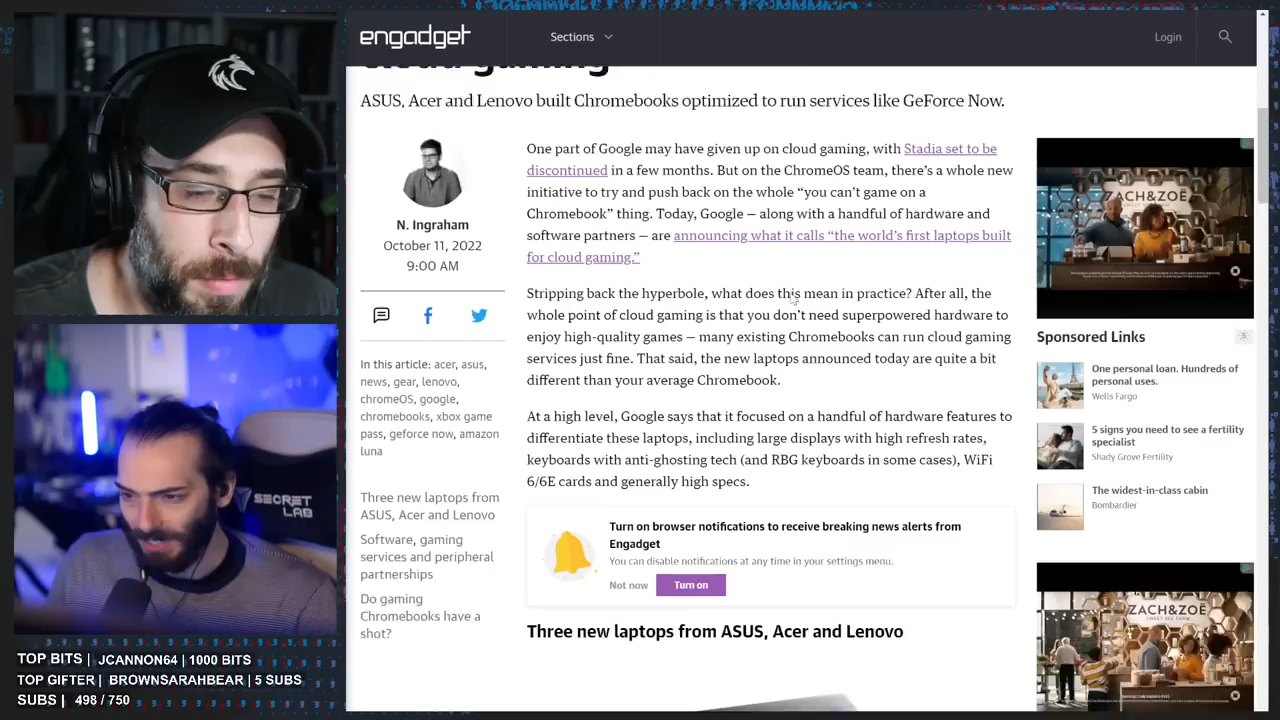 engadget
Sections
Login
cloud gaming
ASUS, Acer and Lenovo built Chromebooks optimized to run services like GeForce Now.
N. Ingraham
October 11, 2022
9:00 AM
In this article: acer, asus,
news, gear, lenovo,
chromeOS, google,
chromebooks, xbox game
pass, geforce now, amazon
luna
Three new laptops from
ASUS, Acer and Lenovo
Software, gaming
services and peripheral
partnerships
Do gaming
Chromebooks have a
shot?
One part of Google may have given up on cloud gaming, with Stadia set to be
discontinued in a few months. But on the ChromeOS team, there's a whole new
initiative to try and push back on the whole “you can't game on a
Chromebook” thing. Today, Google — along with a handful of hardware and
software partners — are announcing what it calls “the world's first laptops built
for cloud gaming.”
Stripping back the hyperbole, what does this mean in practice? After all, the
whole point of cloud gaming is that you don't need superpowered hardware to
enjoy high-quality games — many existing Chromebooks can run cloud gaming
services just fine. That said, the new laptops announced today are quite a bit
different than your average Chromebook.
At a high level, Google says that it focused on a handful of hardware features to
differentiate these laptops, including large displays with high refresh rates,
keyboards with anti-ghosting tech (and RBG keyboards in some cases), WiFi
6/6E cards and generally high specs.
Turn on browser notifications to receive breaking news alerts from
Engadget
You can disable notifications at any time in your settings menu.
Not now
Turn on
Three new laptops from ASUS, Acer and Lenovo
ZACH&ZOË
Sponsored Links
One personal loan. Hundreds of
personal uses.
Wells Fargo
5 signs you need to see a fertility
specialist
Shady Grove Fertility
The widest-in-class cabin
Bombardier
ZACH&ZOË
SWEET BEE FARM
SECRET
LAB
TOP BITS | JCANNON64 | 1000 BITS
TOP GIFTER | BROWNSARAHBEAR | 5 SUBS
SUBS | 498 / 750